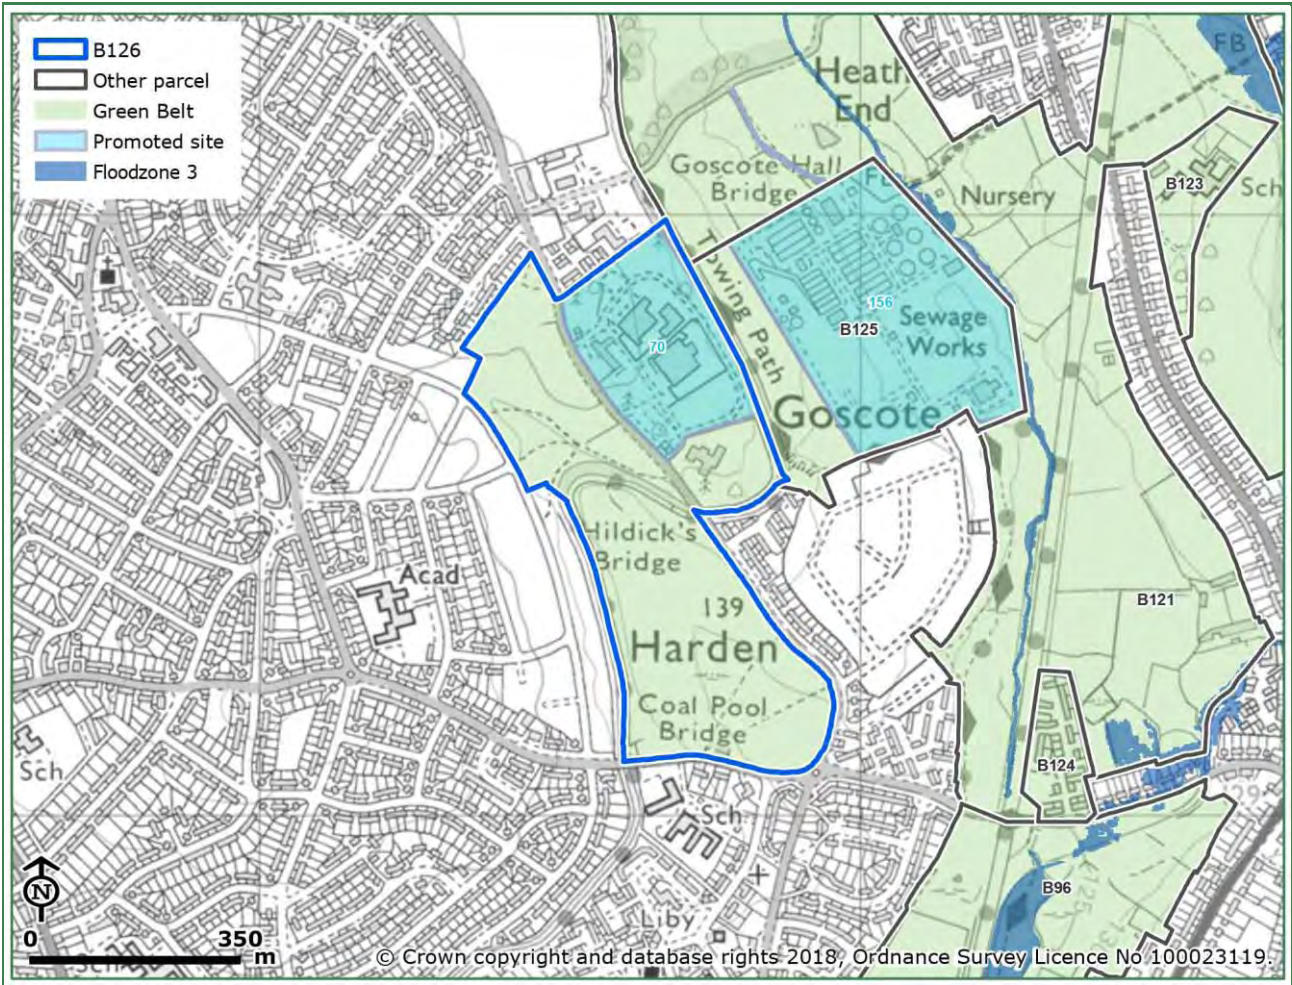 B126
Other parcel
Green Belt
Promoted site
Floodzone 3
Heath
End
FB
Goscote Hall
Bridge
Nursery
B123
Sch
Towing Path
156
B125
Sewage
Works
70
Goscote
Hildick's
Bridge
Acad
139
Harden
B121
Coal Pool
Bridge
Sch
B124
Sch
B96
125
Liby
N
0 350
m
© Crown copyright and database rights 2018, Ordnance Survey Licence No 100023119.